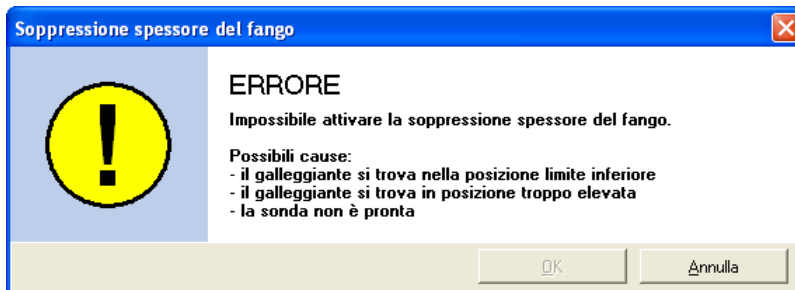 Soppressione spessore del fango
ERRORE
Impossibile attivare la soppressione spessore del fango.
Possibili cause:
- il galleggiante si trova nella posizione limite inferiore
- il galleggiante si trova in posizione troppo elevata
- la sonda non è pronta
OK
Annulla